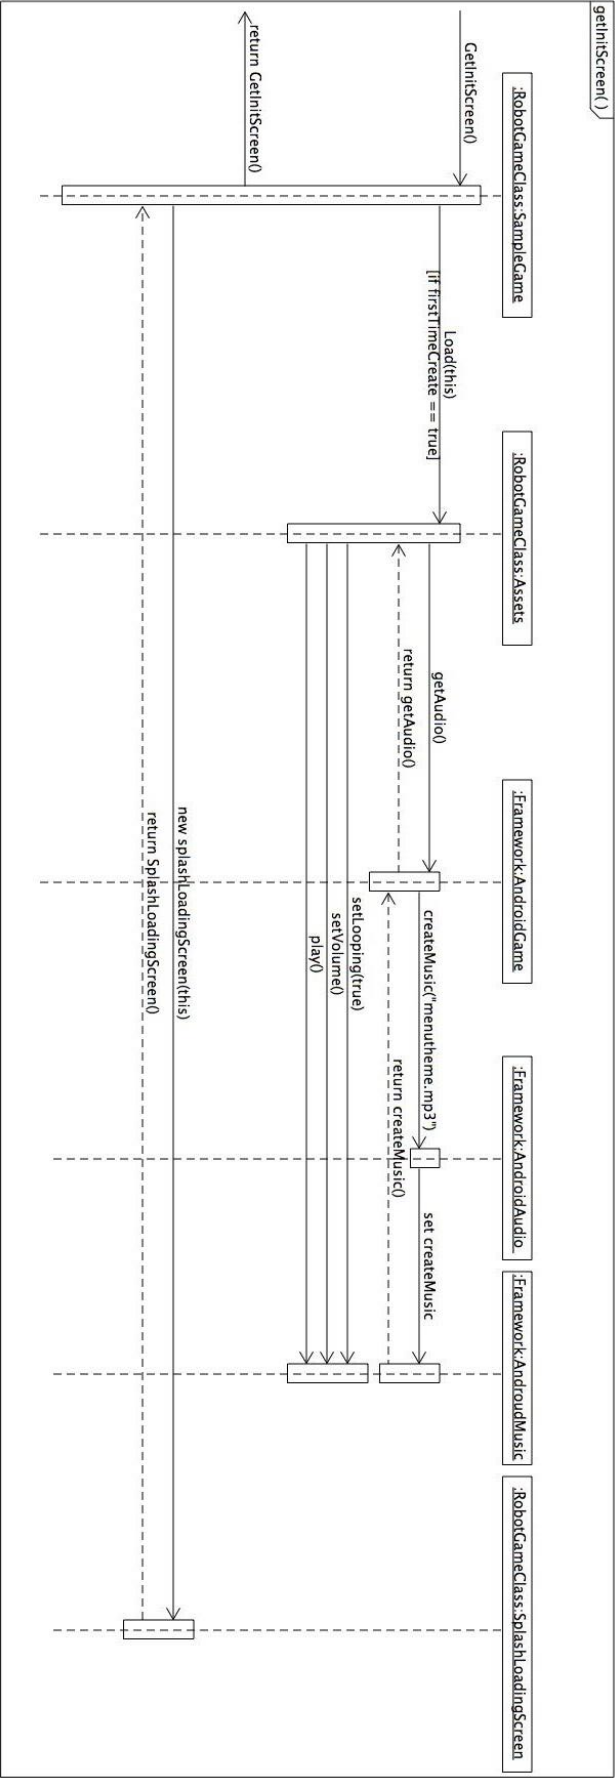 getInitScreen( )
:RobotGameClass:SampleGame
:RobotGameClass:Assets
:Framework:AndroidGame
:Framework:AndroidAudio
:Framework:AndroudMusic
:RobotGameClass:SplashLoadingScreen
GetInitScreen()
Load(this)
[if firstTimeCreate == true]
getAudio()
createMusic("menutheme.mp3")
set createMusic
return getAudio()
return createMusic()
setLooping(true)
setVolume()
play()
return GetInitScreen()
new splashLoadingScreen(this)
return SplashLoadingScreen()